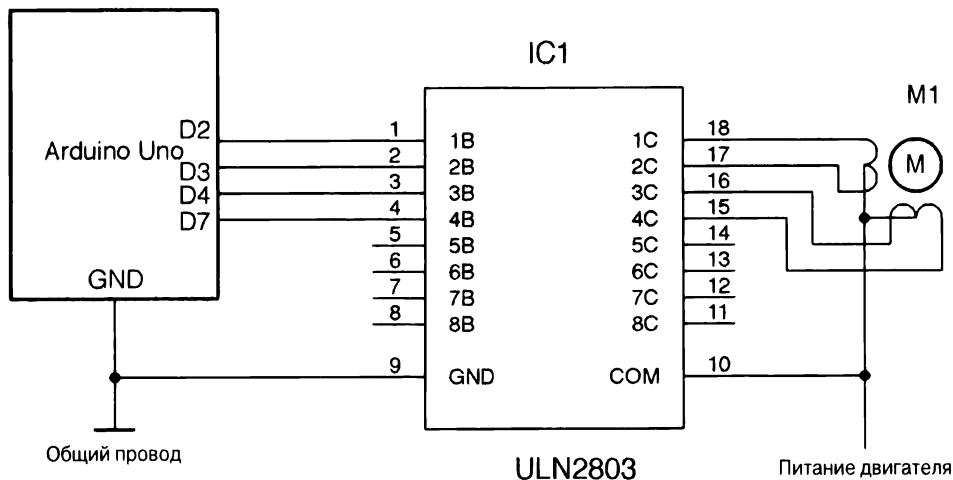 IC1
M1
Arduino Uno
D2
D3
D4
D7
GND
1
2
3
4
5
6
7
8
9
1B
2B
3B
4B
5B
6B
7B
8B
GND
1C
2C
3C
4C
5C
6C
7C
8C
COM
18
17
16
15
14
13
12
11
10
M
Общий провод
ULN2803
Питание двигателя